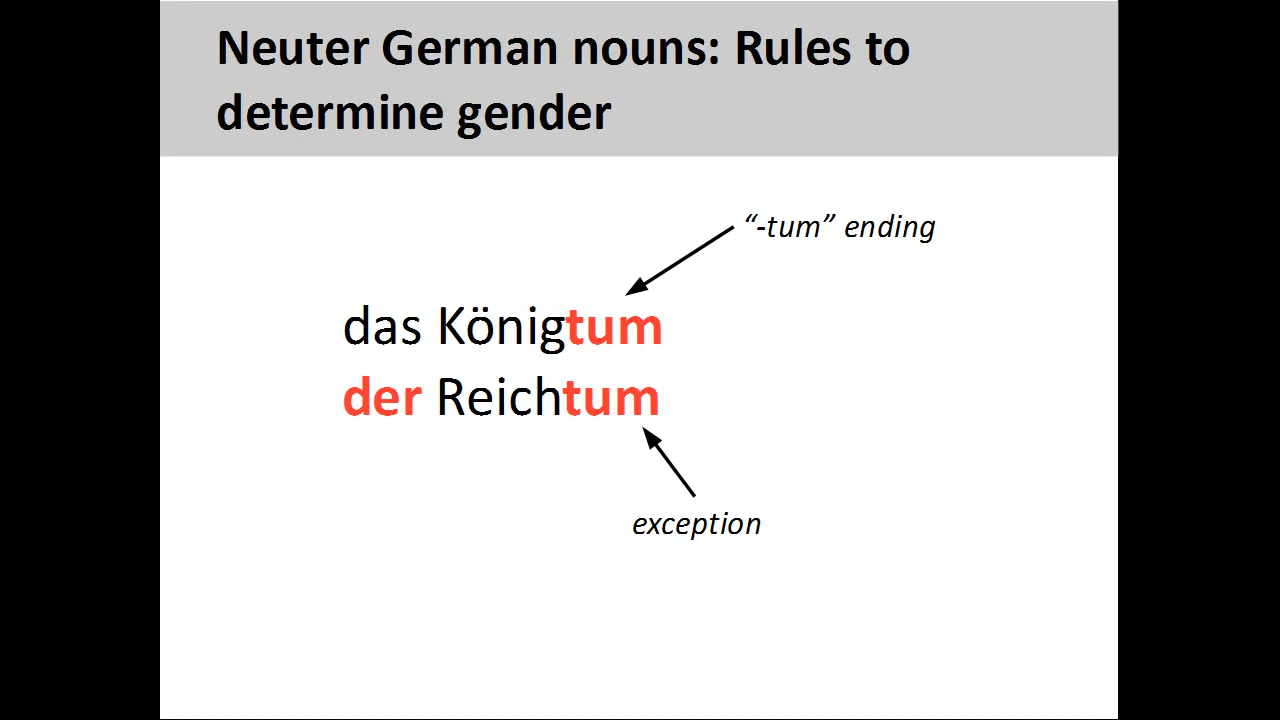 Neuter German nouns: Rules to
determine gender
“-tum” ending
das Königtum
der Reichtum
exception